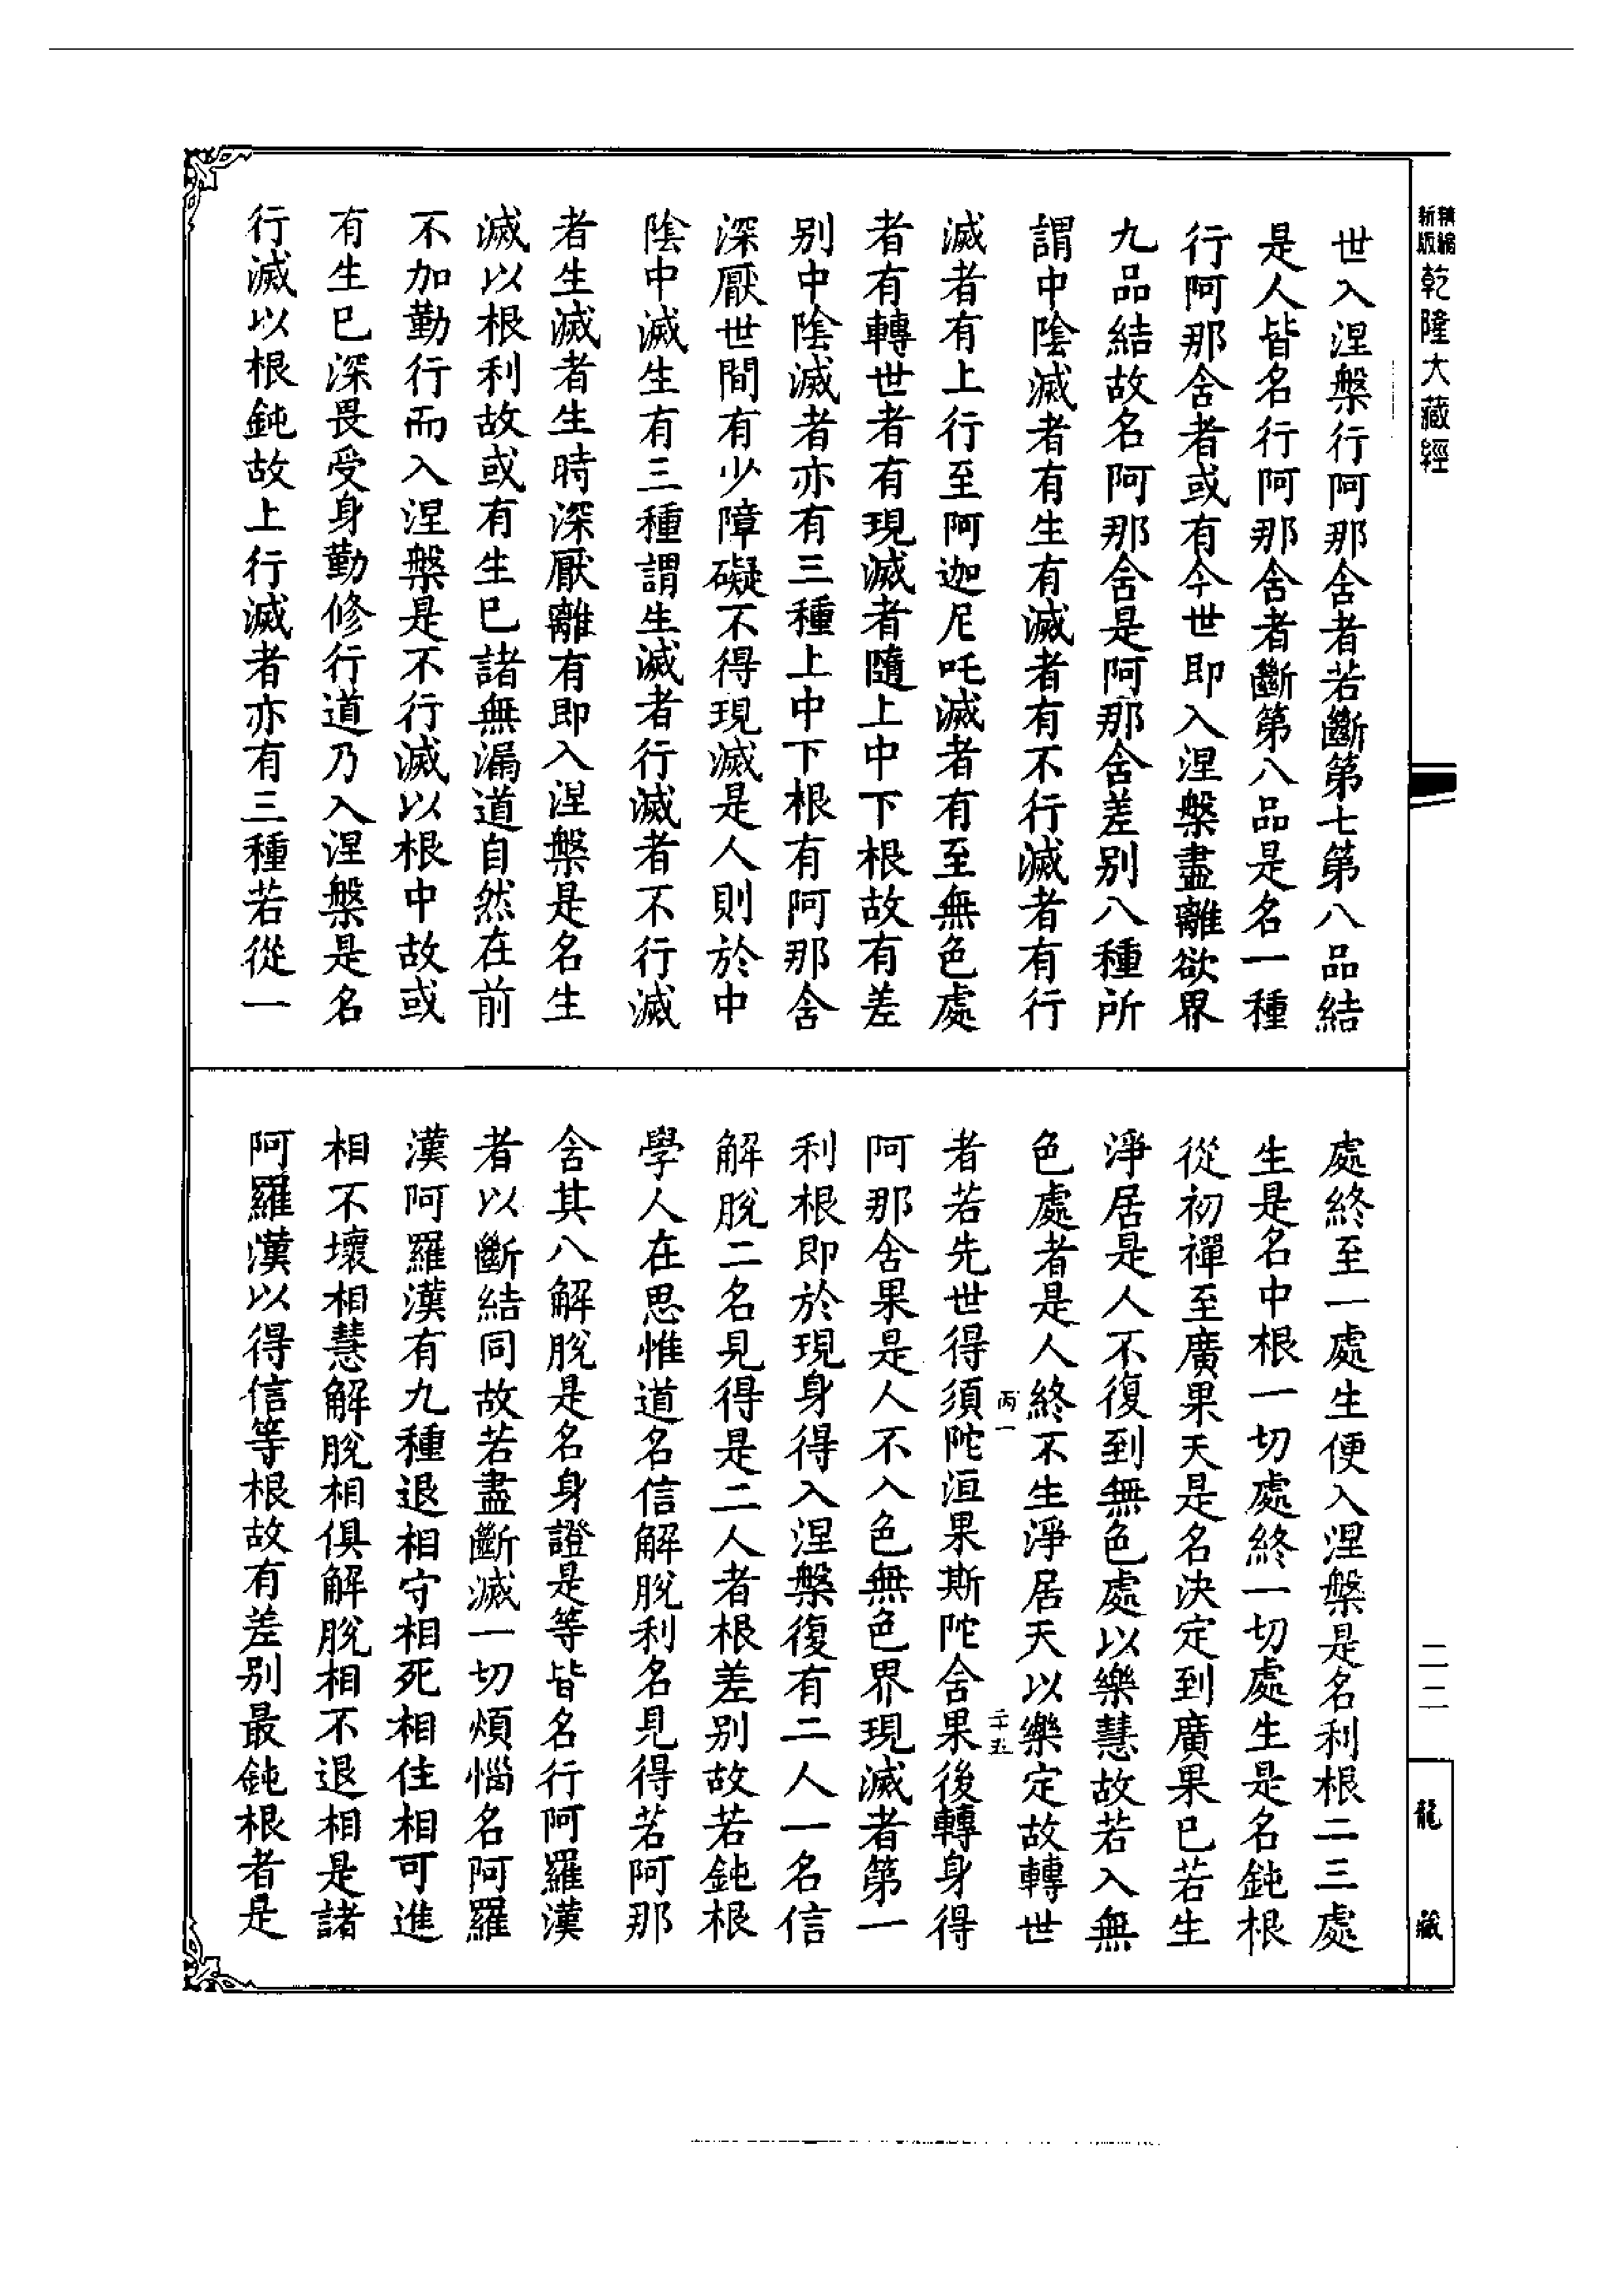 精縮
新版
乾隆大藏經
世入涅槃行阿那舍者若斷第七第八品結
是人皆名行阿那舍者斷第八品是名一種
行阿那舍者或有今世即入涅槃盡離欲界
九品結故名阿那舍是阿那舍差别八種所
謂中陰滅者有生有滅者有不行滅者有行
滅者有上行至阿迦尼吒滅者有至無色處
者有轉世者有現滅者隨上中下根故有差
别中陰滅者亦有三種上中下根有阿那舍
深厭世間有少障礙不得現滅是人則於中
陰中滅生有三種謂生滅者行滅者不行滅
者生滅者生時深厭離有即入涅槃是名生
滅以根利故或有生已諸無漏道自然在前
不加勤行而入涅槃是不行滅以根中故或
有生已深畏受身勤修行道乃入涅槃是名
行滅以根鈍故上行滅者亦有三種若從一
處終至一處生便入涅槃是名利根二三處
生是名中根一切處終一切處生是名鈍根
從初禪至廣果天是名決定到廣果已若生
淨居是人不復到無色處以樂慧故若入無
色處者是人終不生淨居天以樂定故轉世
丙一
二十五
者若先世得須陀洹果斯陀舍果後轉身得
阿那舍果是人不入色無色界現滅者第一
利根即於現身得入涅槃復有二人一名信
解脫二名見得是二人者根差别故若鈍根
學人在思惟道名信解脫利名見得若阿那
含其八解脫是名身證是等皆名行阿羅漢
者以斷結同故若盡斷滅一切煩惱名阿羅
漢阿羅漢有九種退相守相死相住相可進
相不壞相慧解脫相俱解脫相不退相是諸
阿羅漢以得信等根故有差别最鈍根者是
二二
龍藏